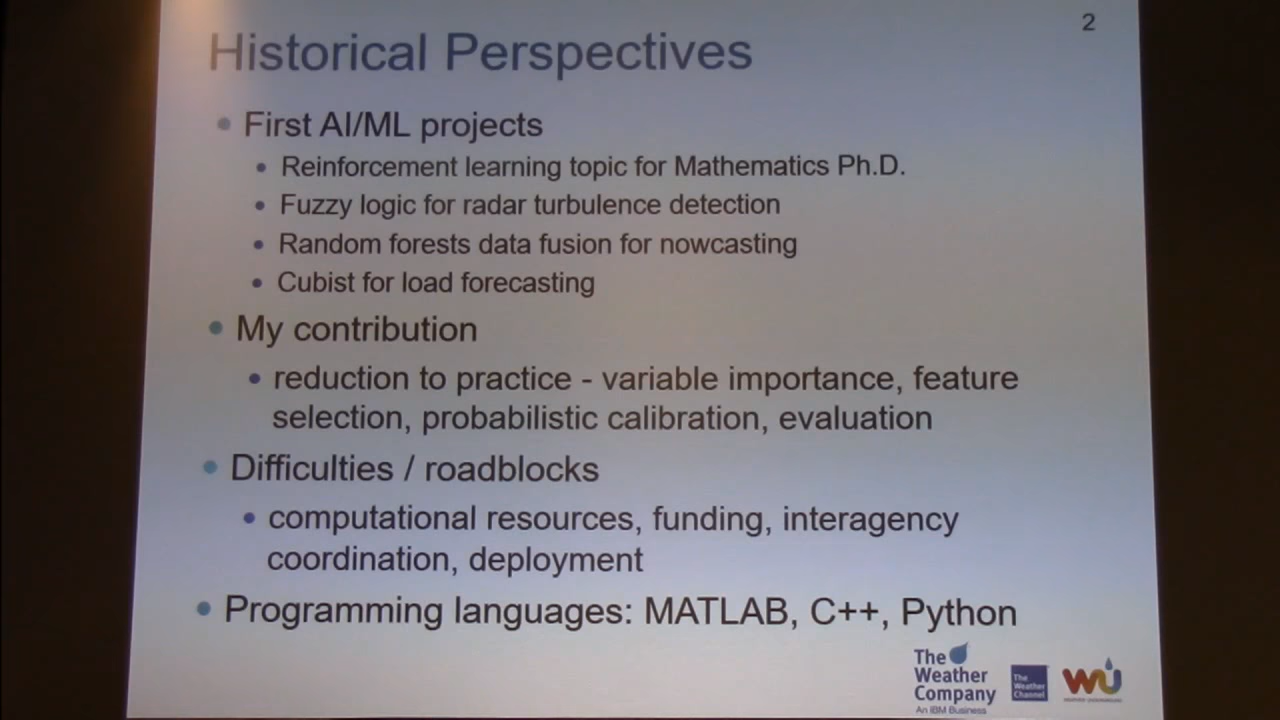 2
Historical Perspectives
First AI/ML projects
Reinforcement learning topic for Mathematics Ph.D.
Fuzzy logic for radar turbulence detection
Random forests data fusion for nowcasting
Cubist for load forecasting
My contribution
reduction to practice - variable importance, feature
selection, probabilistic calibration, evaluation
Difficulties / roadblocks
computational resources, funding, interagency
coordination, deployment
Programming languages: MATLAB, C++, Python
The
Weather
Company
An IBM Business
The
Weather
Channel
WU